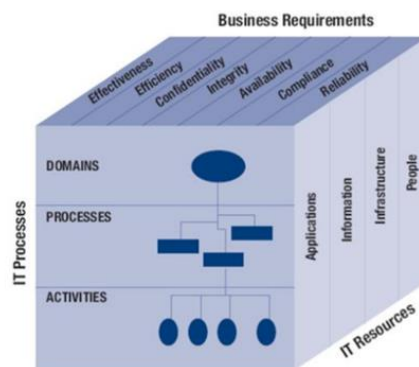 Business Requirements
Effectiveness
Efficiency
Confidentiality
Integrity
Availability
Compliance
Reliability
IT Processes
DOMAINS
PROCESSES
ACTIVITIES
Applications
Information
Infrastructure
People
IT Resources